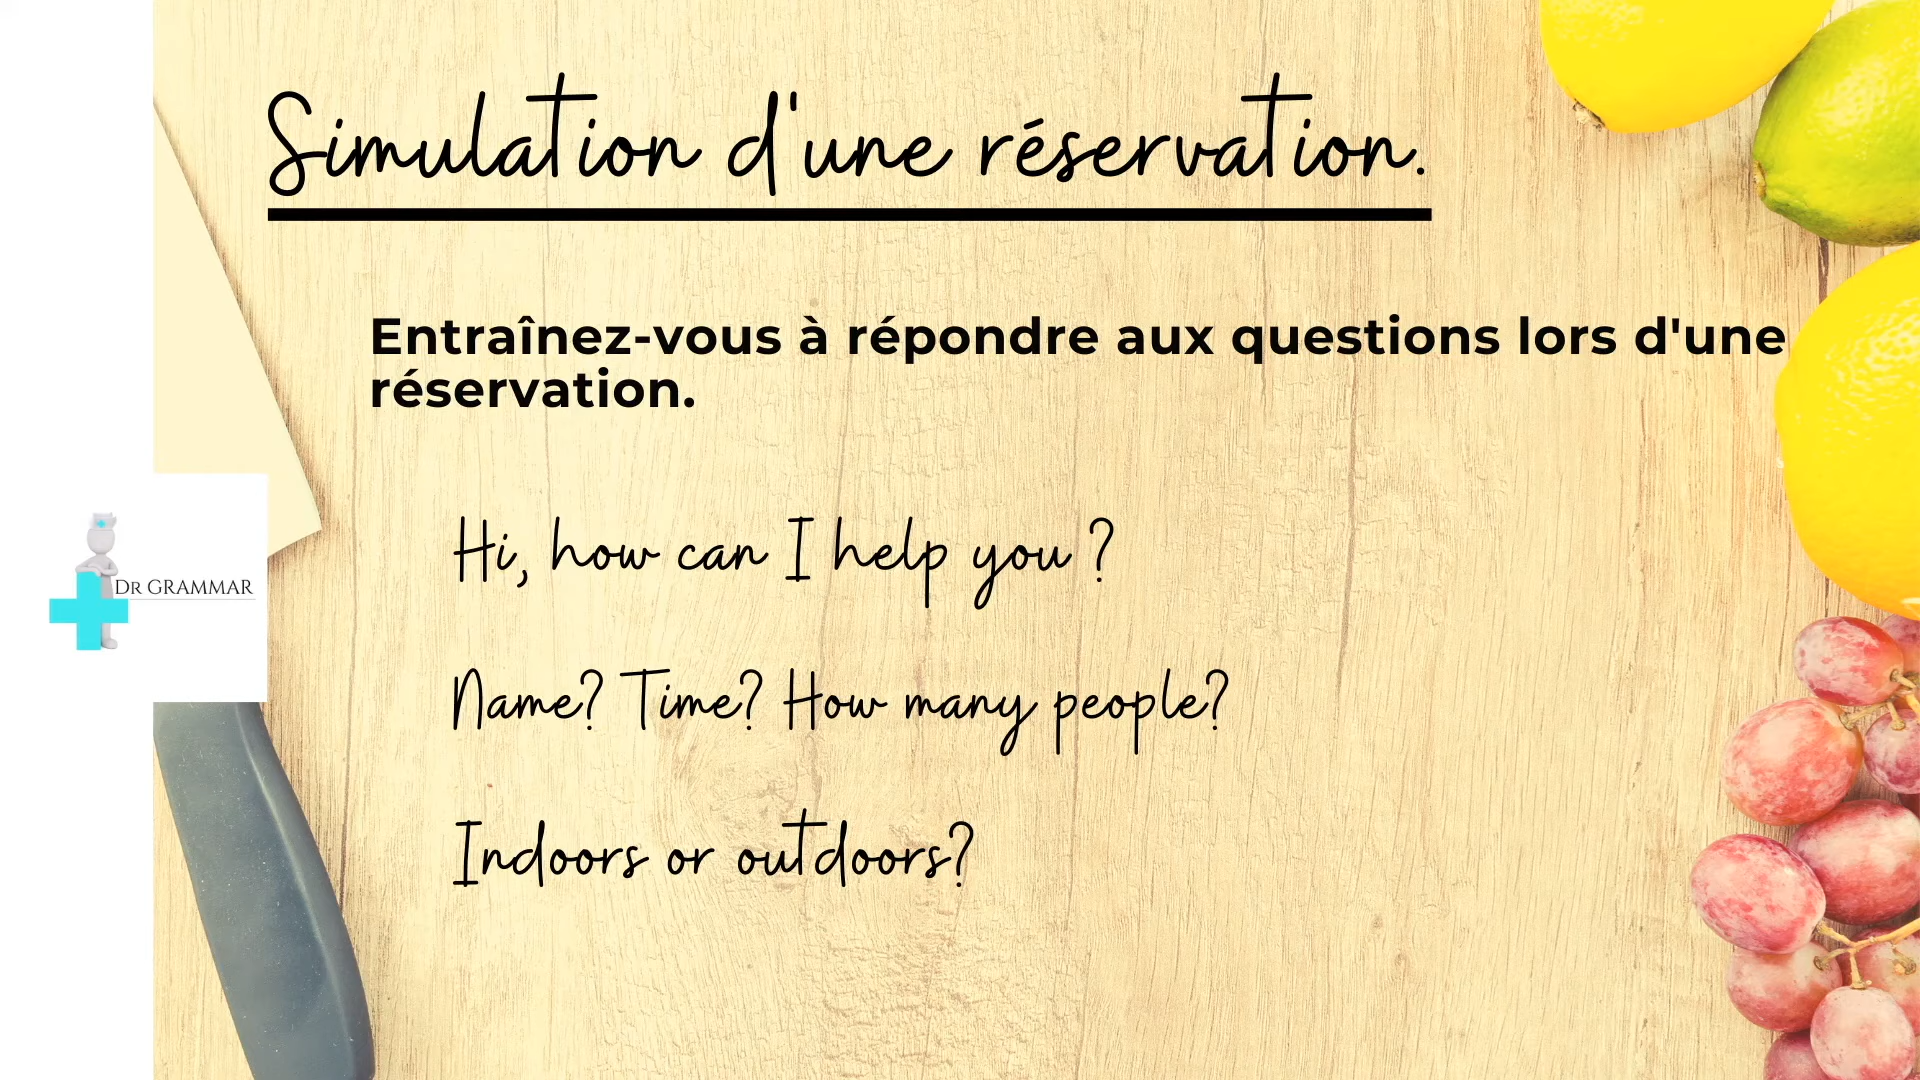 Simulation d'une réservation.
Entraînez-vous à répondre aux questions lors d'une
réservation.
Hi, how can I help you ?
DR GRAMMAR
Name? Time? How many people?
Indoors or outdoors?